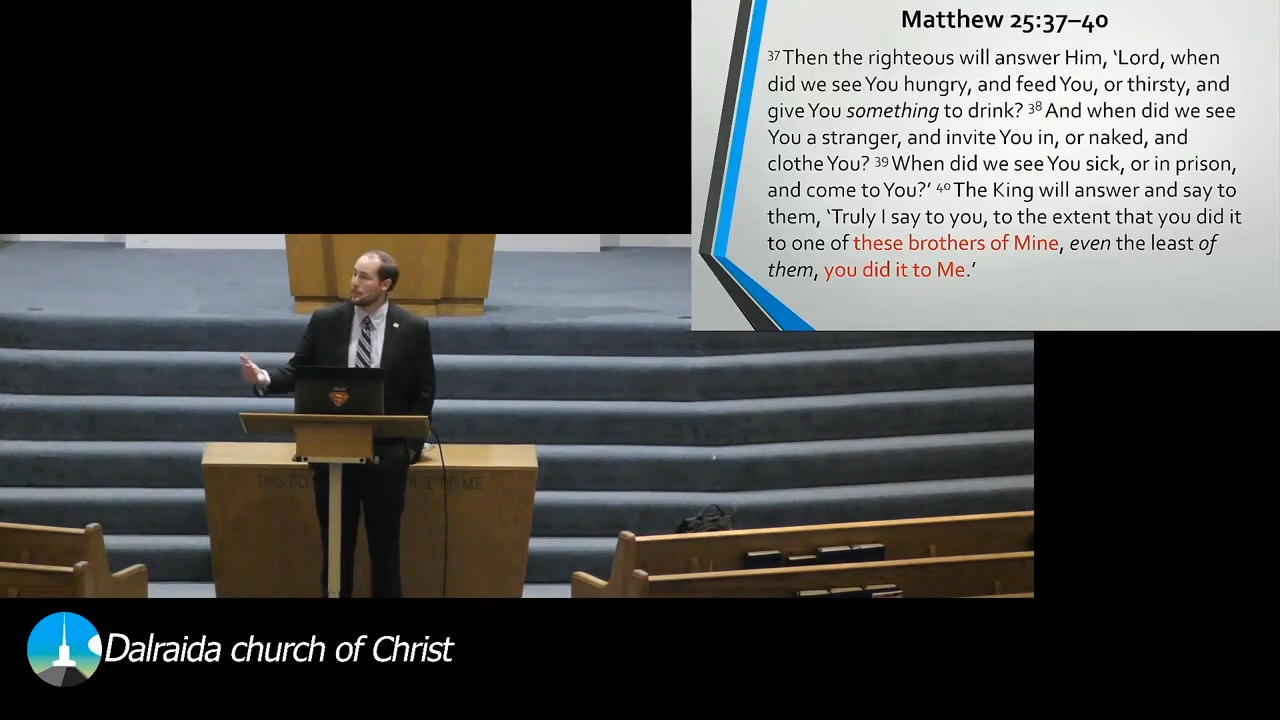 Matthew 25:37–40
37 Then the righteous will answer Him, ‘Lord, when
did we see You hungry, and feed You, or thirsty, and
give You something to drink? 38 And when did we see
You a stranger, and invite You in, or naked, and
clothe You? 39 When did we see You sick, or in prison,
and come to You?’ 40 The King will answer and say to
them, ‘Truly I say to you, to the extent that you did it
to one of these brothers of Mine, even the least of
them, you did it to Me.’
THIS DO OF ME
Dalraida church of Christ